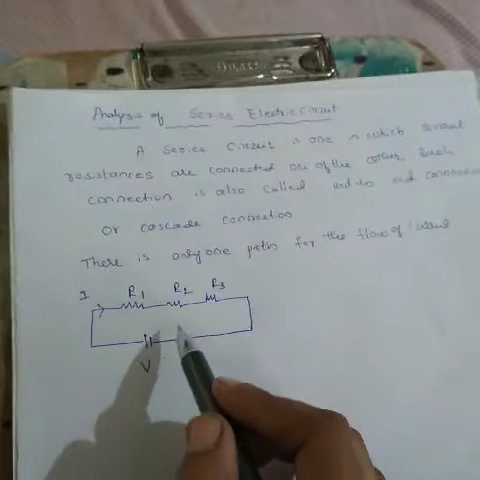 Analysis of Series Electric Circuit
A Series Circuit is one in which several
resistances are connected one of the other Each
connection is also called end to end connection
or cascade connection
There is only one path for the flow of Current
I R1 R2 R3
V